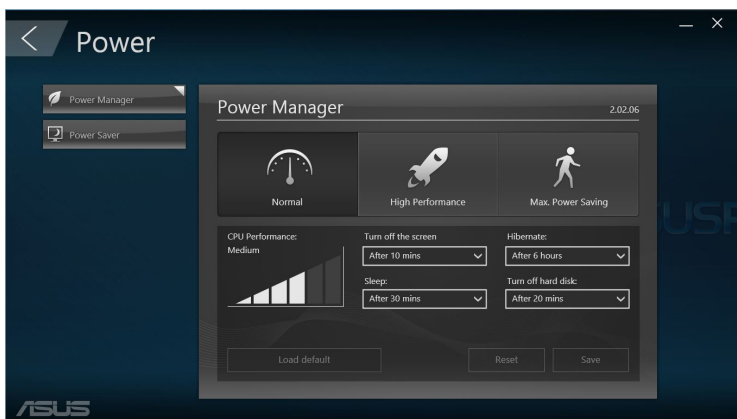 Power
Power Manager
Power Saver
Power Manager
2.02.06
Normal
High Performance
Max. Power Saving
CPU Performance:
Medium
Turn off the screen
After 10 mins
Hibernate:
After 6 hours
Sleep:
After 30 mins
Turn off hard disk:
After 20 mins
Load default
Reset
Save
ASUS